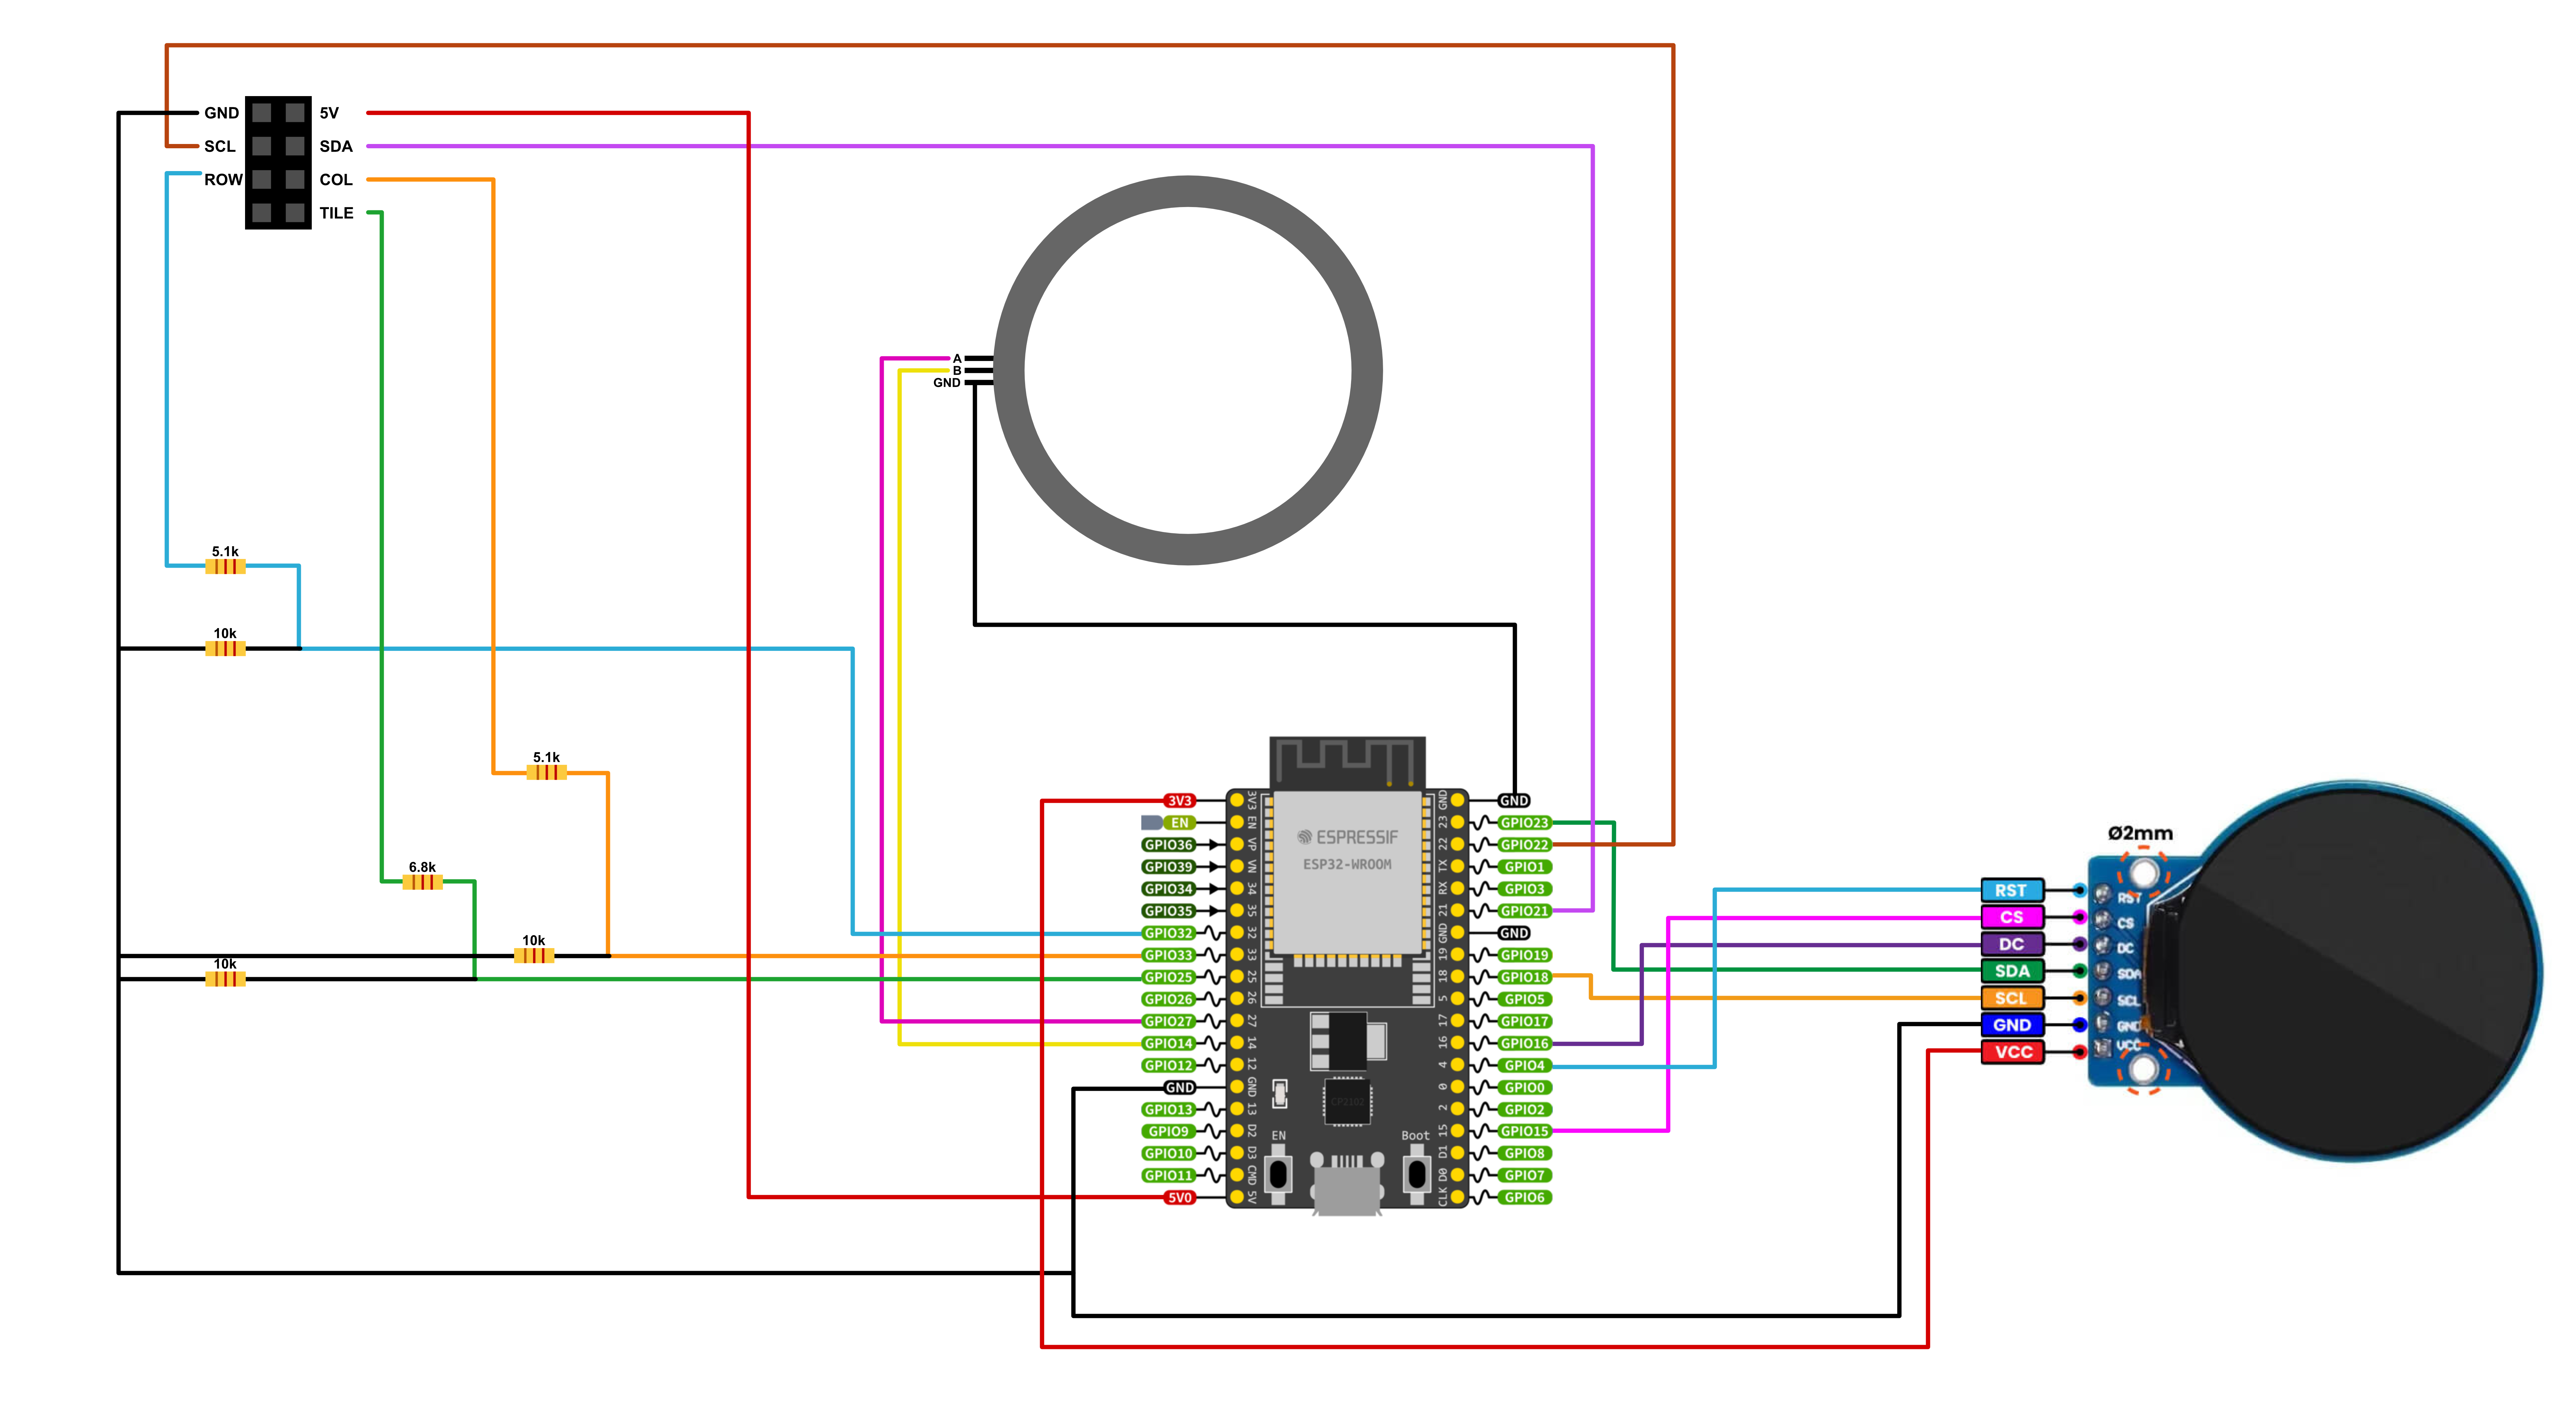 GND 5V
SCL SDA
ROW COL
TILE
A
B
GND
5.1k
10k
5.1k
6.8k
10k
10k
ESPRESSIF
ESP32-WROOM
3V3 3V3 GND GND
EN EN 23 GPIO23
GPIO36 VP 22 GPIO22
GPIO39 VN TX GPIO1
GPIO34 34 RX GPIO3
GPIO35 35 21 GPIO21
GPIO32 32 GND GND
GPIO33 33 19 GPIO19
GPIO25 25 18 GPIO18
GPIO26 26 5 GPIO5
GPIO27 27 17 GPIO17
GPIO14 14 16 GPIO16
GPIO12 12 4 GPIO4
GND GND 0 GPIO0
GPIO13 13 2 GPIO2
GPIO9 D2 15 GPIO15
GPIO10 D3 D1 GPIO8
GPIO11 CMD D0 GPIO7
5V0 5V CLK GPIO6
CP2102
EN Boot
Ø2mm
RST RST
CS CS
DC DC
SDA SDA
SCL SCL
GND GND
VCC VCC